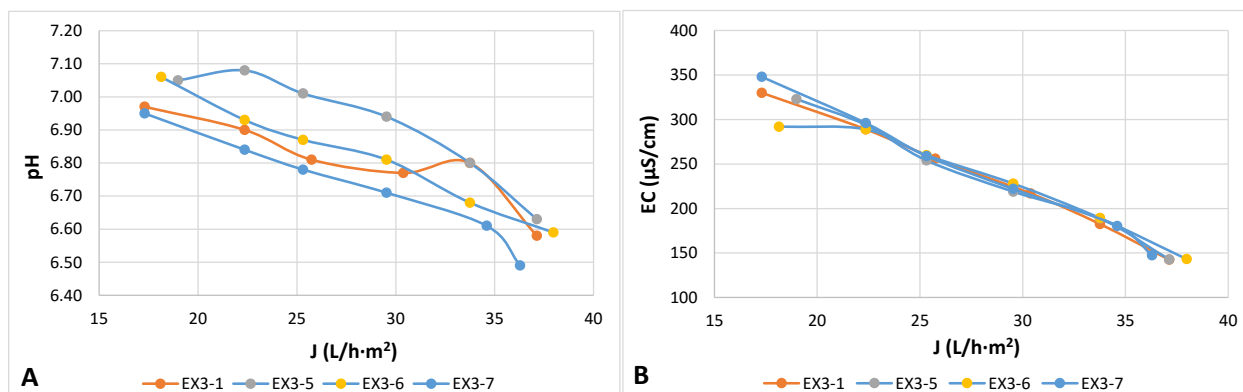 7.20
7.10
7.00
6.90
6.80
6.70
6.60
6.50
6.40
pH
15 20 25 30 35 40
J (L/h·m²)
A
EX3-1 EX3-5 EX3-6 EX3-7
400
350
300
250
200
150
100
EC (µS/cm)
15 20 25 30 35 40
J (L/h·m²)
B
EX3-1 EX3-5 EX3-6 EX3-7